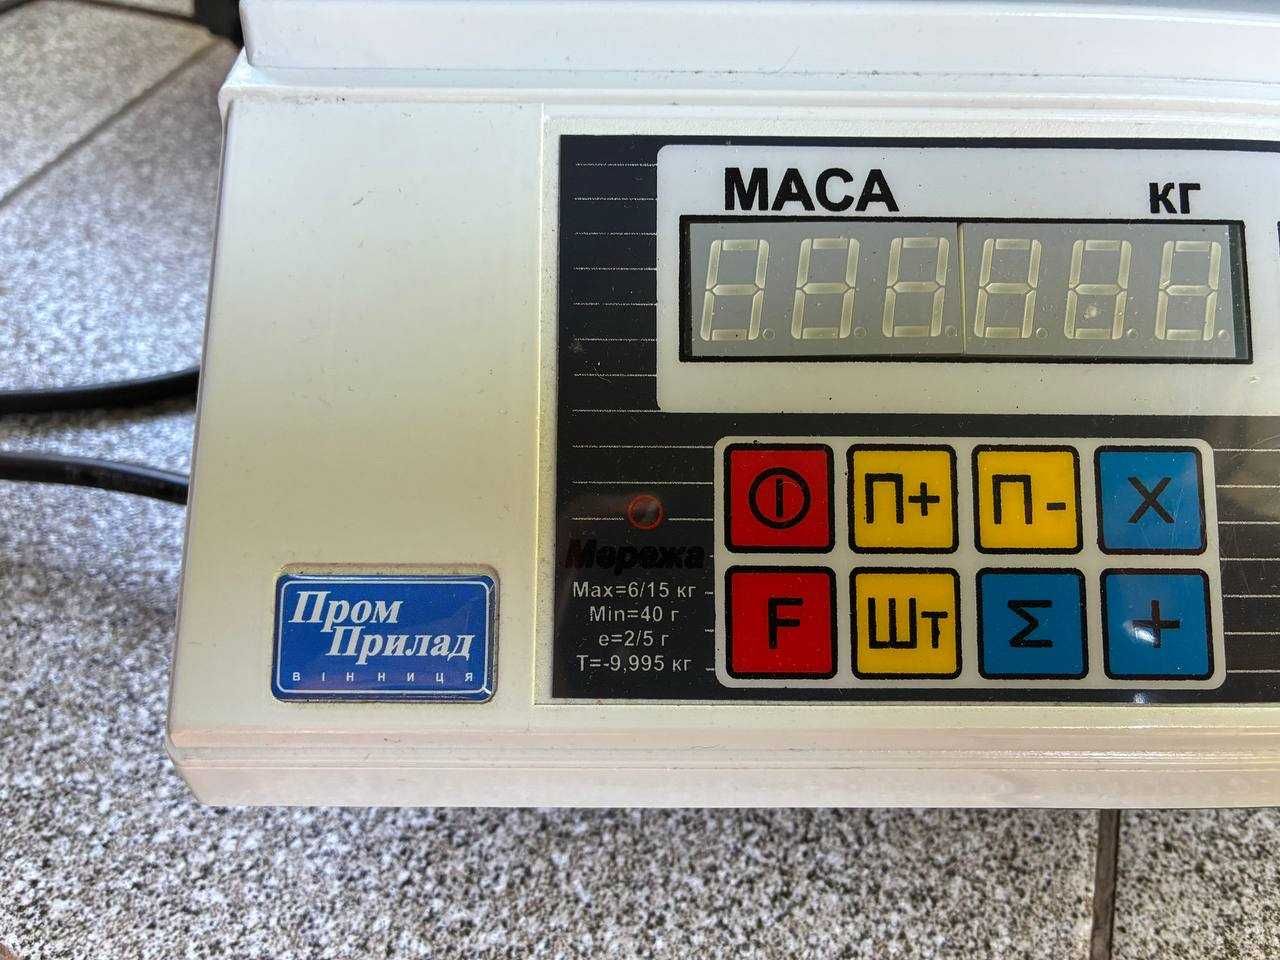 МАСА
КГ
П+
П-
X
F
Шт
Σ
+
Мережа
Max=6/15 кг
Min=40 г
e=2/5 г
T=-9,995 кг
Пром
Прилад
ВІННИЦЯ